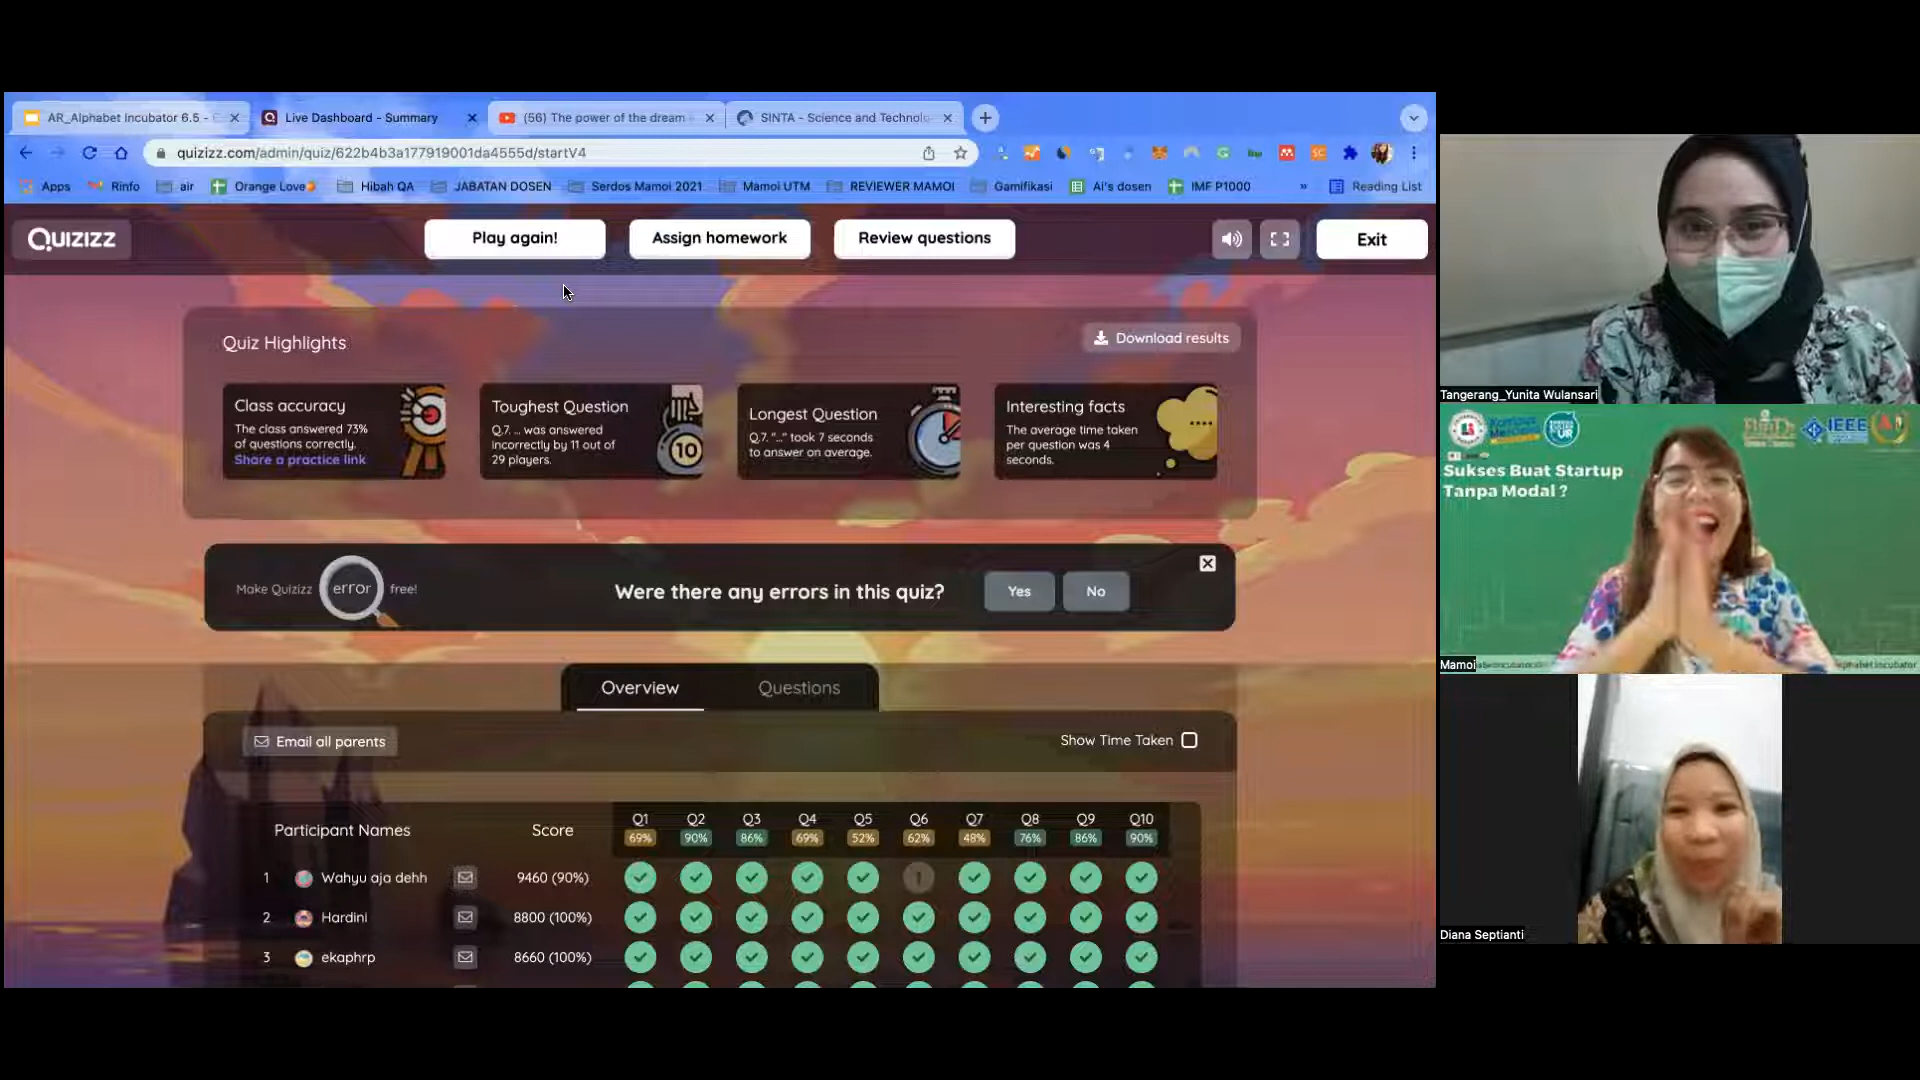 AR_Alphabet Incubator 6.5 -
Live Dashboard - Summary
(56) The power of the dream
SINTA - Science and Technolo
quizizz.com/admin/quiz/622b4b3a177919001da4555d/startV4
Apps
Rinfo
air
Orange Love
Hibah QA
JABATAN DOSEN
Serdos Mamoi 2021
Mamoi UTM
REVIEWER MAMOI
Gamifikasi
Ai's dosen
IMF P1000
»
Reading List
Quizizz
Play again!
Assign homework
Review questions
Exit
Quiz Highlights
Download results
Class accuracy
The class answered 73%
of questions correctly.
Share a practice link
Toughest Question
Q.7. ... was answered
incorrectly by 11 out of
29 players.
10
Longest Question
Q.7. "..." took 7 seconds
to answer on average.
Interesting facts
The average time taken
per question was 4
seconds.
Make Quizizz error free!
Were there any errors in this quiz?
Yes
No
Overview
Questions
Email all parents
Show Time Taken
Participant Names
Score
Q1 Q2 Q3 Q4 Q5 Q6 Q7 Q8 Q9 Q10
69% 90% 86% 69% 52% 62% 48% 76% 86% 90%
1 Wahyu aja dehh 9460 (90%)
2 Hardini 8800 (100%)
3 ekaphrp 8660 (100%)
Tangerang_Yunita Wulansari
IEEE
Sukses Buat Startup
Tanpa Modal ?
Mamoi
Diana Septianti